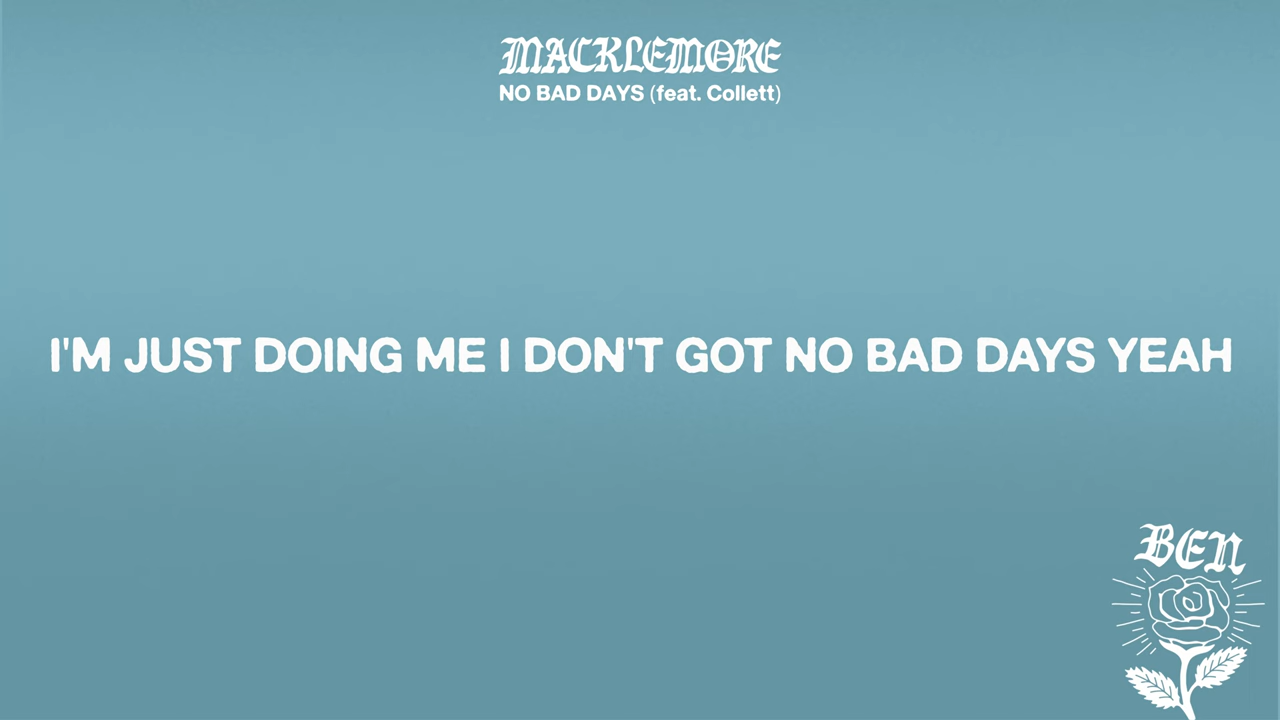 MACKLEMORE
NO BAD DAYS (feat. Collett)
I'M JUST DOING ME I DON'T GOT NO BAD DAYS YEAH
BEN